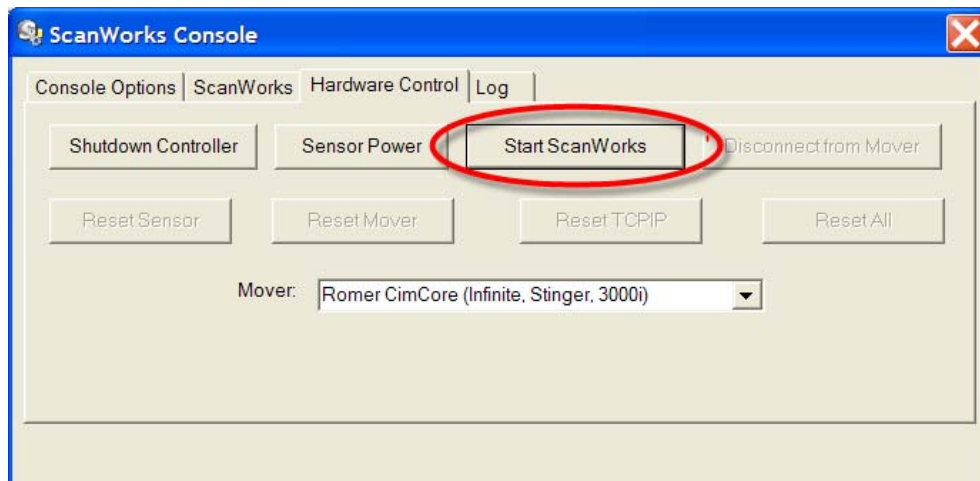 ScanWorks Console
Console Options ScanWorks Hardware Control Log
Shutdown Controller Sensor Power Start ScanWorks Disconnect from Mover
Reset Sensor Reset Mover Reset TCPIP Reset All
Mover: Romer CimCore (Infinite, Stinger, 3000i)